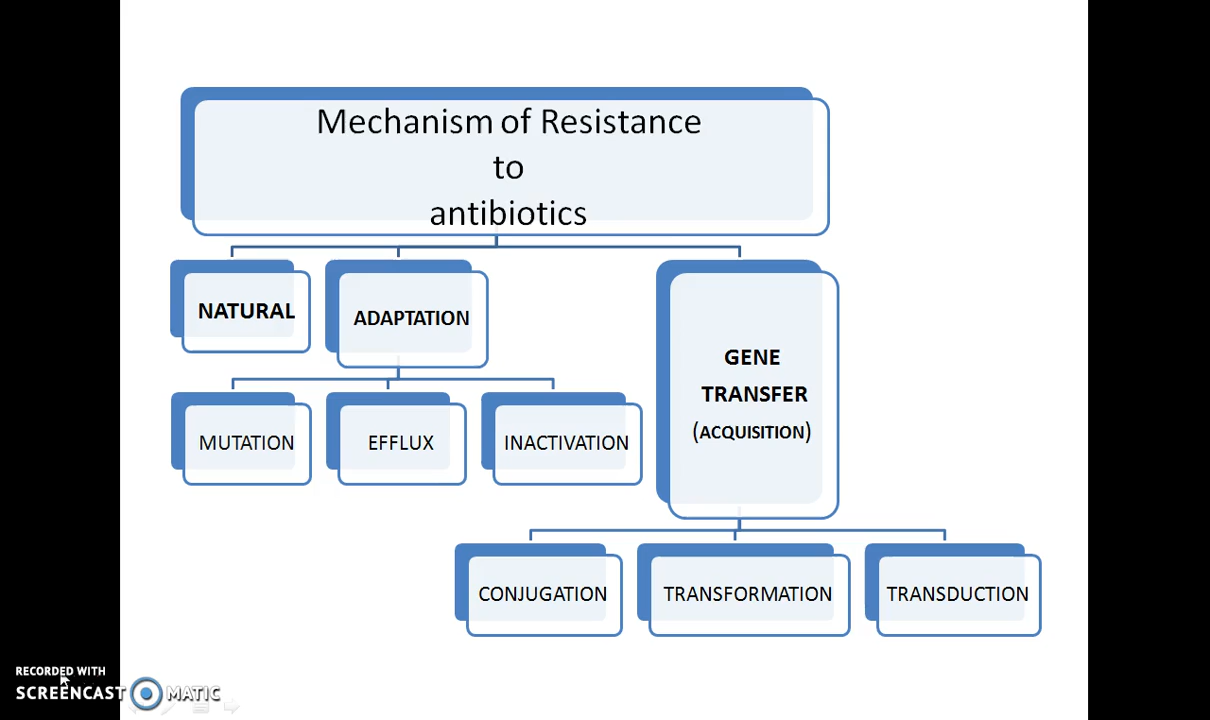 Mechanism of Resistance
to
antibiotics
NATURAL
ADAPTATION
GENE
TRANSFER
(ACQUISITION)
MUTATION
EFFLUX
INACTIVATION
CONJUGATION
TRANSFORMATION
TRANSDUCTION
RECORDED WITH
SCREENCAST MATIC